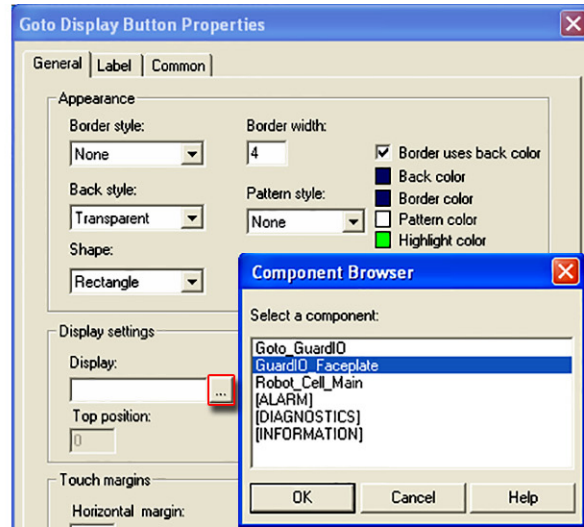 Goto Display Button Properties
General
Label
Common
Appearance
Border style:
None
Border width:
4
Border uses back color
Back color
Border color
Pattern color
Highlight color
Back style:
Transparent
Pattern style:
None
Shape:
Rectangle
Display settings
Display:
...
Top position:
0
Touch margins
Horizontal margin:
Component Browser
Select a component:
Goto_GuardIO
GuardIO_Faceplate
Robot_Cell_Main
[ALARM]
[DIAGNOSTICS]
[INFORMATION]
OK
Cancel
Help